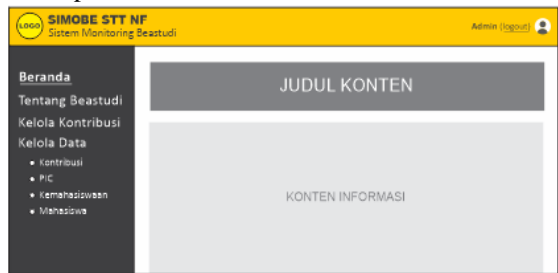 LOGO
SIMOBE STT NF
Sistem Monitoring Beastudi
Admin (logout)
Beranda
Tentang Beastudi
Kelola Kontribusi
Kelola Data
• Kontribusi
• PIC
• Kemahasiswaan
• Mahasiswa
JUDUL KONTEN
KONTEN INFORMASI